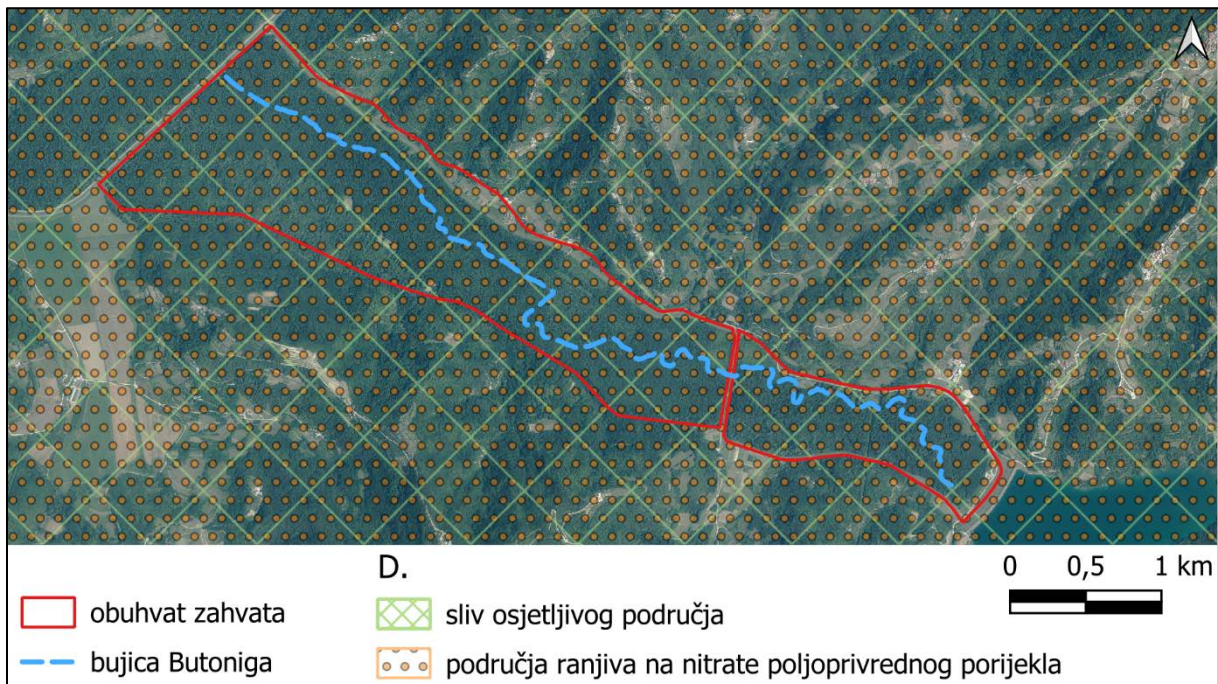 D.
0 0,5 1 km
obuhvat zahvata
sliv osjetljivog područja
bujica Butoniga
područja ranjiva na nitrate poljoprivrednog porijekla